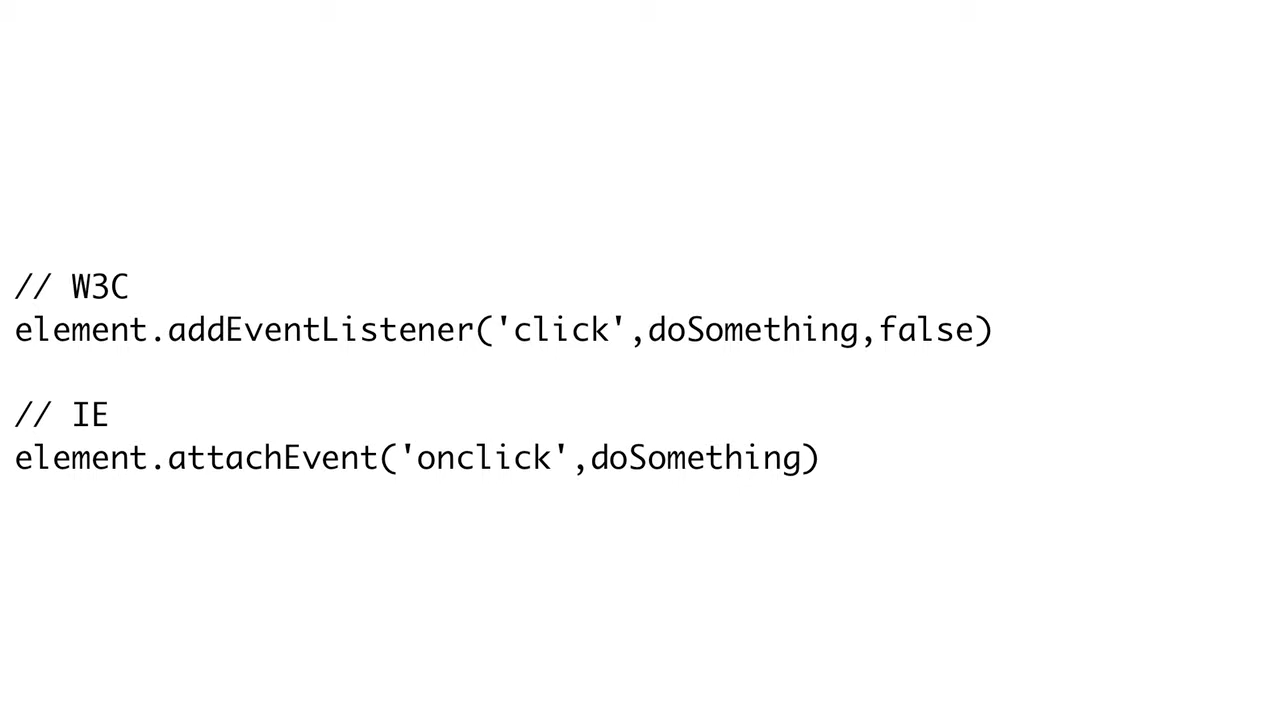 // W3C
element.addEventListener('click',doSomething,false)
// IE
element.attachEvent('onclick',doSomething)